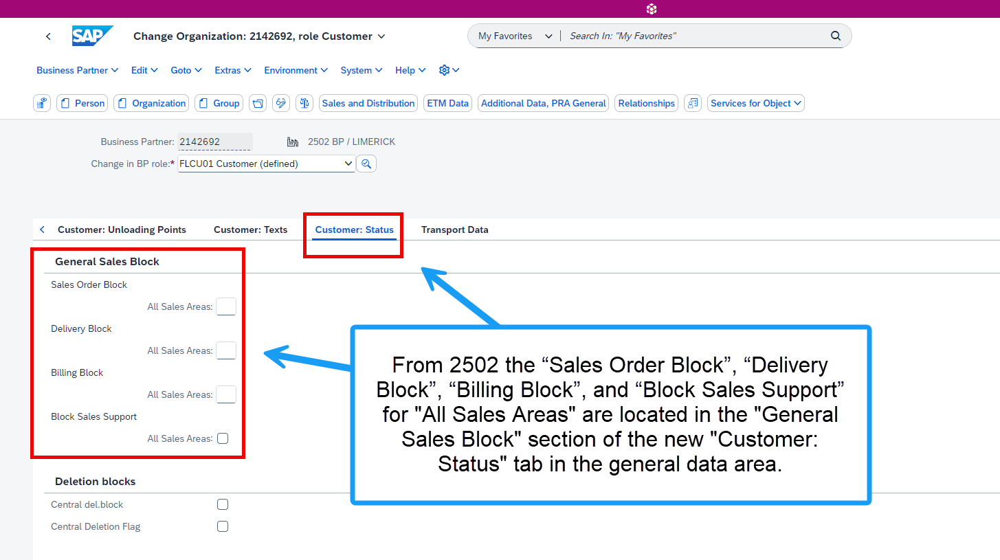 SAP
Change Organization: 2142692, role Customer
My Favorites
Search In: "My Favorites"
Business Partner Edit Goto Extras Environment System Help
Person Organization Group Sales and Distribution ETM Data Additional Data, PRA General Relationships Services for Object
Business Partner: 2142692 2502 BP / LIMERICK
Change in BP role:* FLCU01 Customer (defined)
Customer: Unloading Points Customer: Texts Customer: Status Transport Data
General Sales Block
Sales Order Block
All Sales Areas:
Delivery Block
All Sales Areas:
Billing Block
All Sales Areas:
Block Sales Support
All Sales Areas:
Deletion blocks
Central del.block
Central Deletion Flag
From 2502 the “Sales Order Block”, “Delivery
Block”, “Billing Block”, and “Block Sales Support”
for "All Sales Areas" are located in the "General
Sales Block" section of the new "Customer:
Status" tab in the general data area.